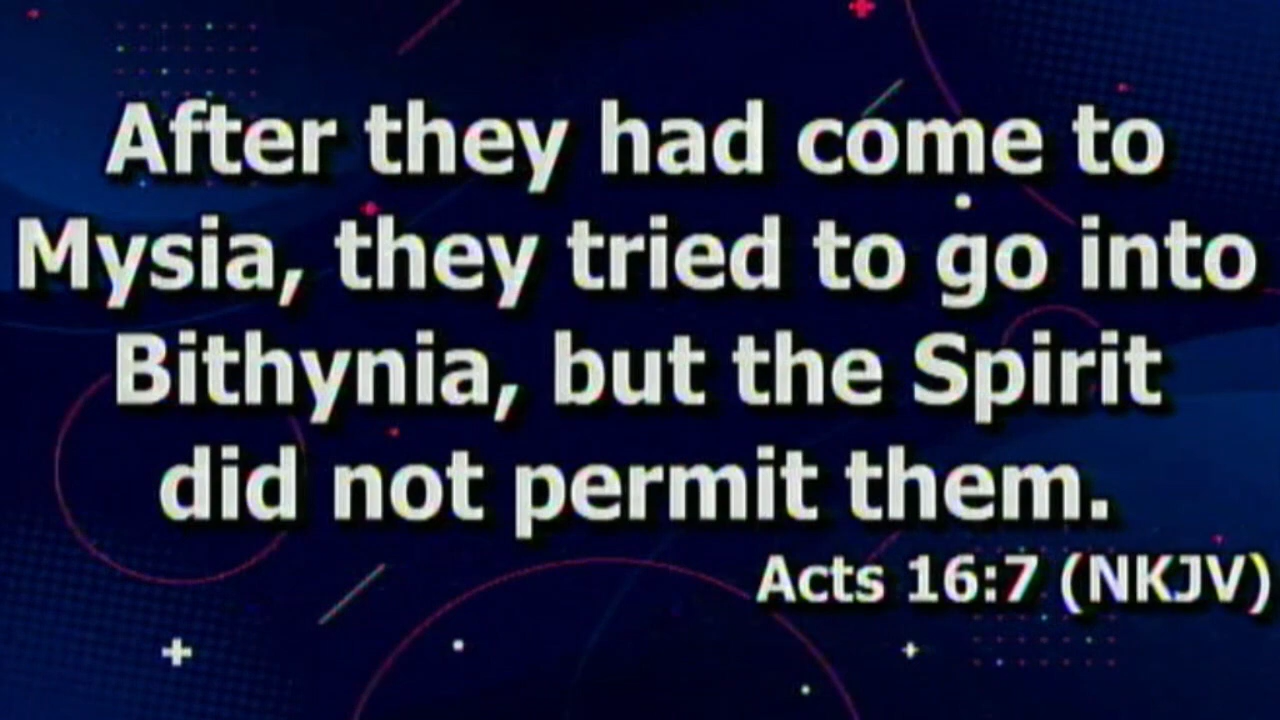 After they had come to
Mysia, they tried to go into
Bithynia, but the Spirit
did not permit them.
Acts 16:7 (NKJV)